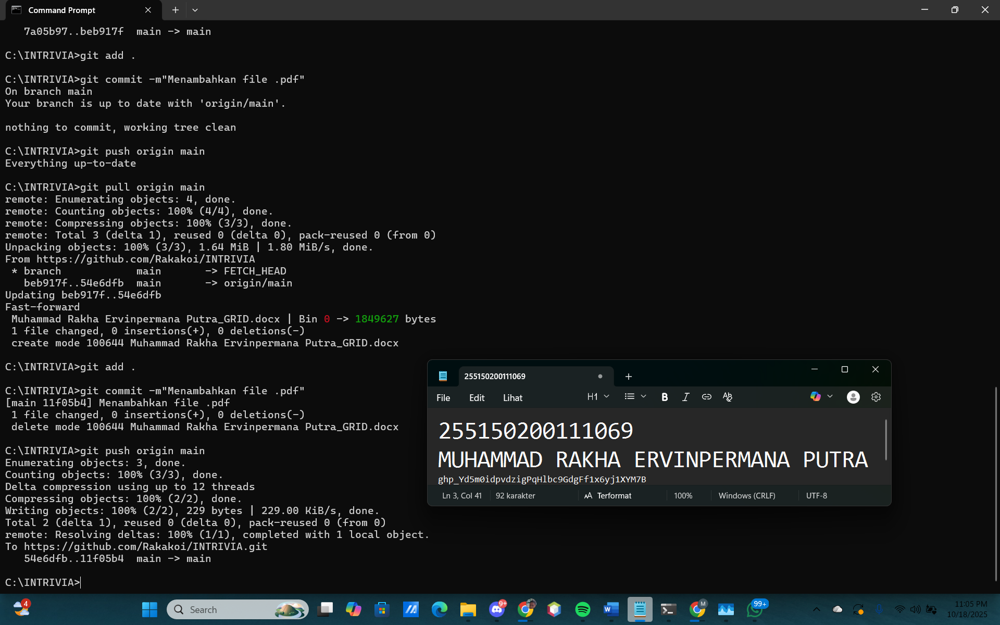 Command Prompt
7a05b97..beb917f  main -> main
C:\INTRIVIA>git add .
C:\INTRIVIA>git commit -m"Menambahkan file .pdf"
On branch main
Your branch is up to date with 'origin/main'.
nothing to commit, working tree clean
C:\INTRIVIA>git push origin main
Everything up-to-date
C:\INTRIVIA>git pull origin main
remote: Enumerating objects: 4, done.
remote: Counting objects: 100% (4/4), done.
remote: Compressing objects: 100% (3/3), done.
remote: Total 3 (delta 1), reused 0 (delta 0), pack-reused 0 (from 0)
Unpacking objects: 100% (3/3), 1.64 MiB | 1.80 MiB/s, done.
From https://github.com/Rakakoi/INTRIVIA
 * branch            main       -> FETCH_HEAD
   beb917f..54e6dfb  main       -> origin/main
Updating beb917f..54e6dfb
Fast-forward
 Muhammad Rakha Ervinpermana Putra_GRID.docx | Bin 0 -> 1849627 bytes
 1 file changed, 0 insertions(+), 0 deletions(-)
 create mode 100644 Muhammad Rakha Ervinpermana Putra_GRID.docx
C:\INTRIVIA>git add .
C:\INTRIVIA>git commit -m"Menambahkan file .pdf"
[main 11f05b4] Menambahkan file .pdf
 1 file changed, 0 insertions(+), 0 deletions(-)
 delete mode 100644 Muhammad Rakha Ervinpermana Putra_GRID.docx
C:\INTRIVIA>git push origin main
Enumerating objects: 3, done.
Counting objects: 100% (3/3), done.
Delta compression using up to 12 threads
Compressing objects: 100% (2/2), done.
Writing objects: 100% (2/2), 229 bytes | 229.00 KiB/s, done.
Total 2 (delta 1), reused 0 (delta 0), pack-reused 0 (from 0)
remote: Resolving deltas: 100% (1/1), completed with 1 local object.
To https://github.com/Rakakoi/INTRIVIA.git
   54e6dfb..11f05b4  main -> main
C:\INTRIVIA>
255150200111069
File Edit Lihat H1 B I
255150200111069
MUHAMMAD RAKHA ERVINPERMANA PUTRA
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
Ln 3, Col 41 92 karakter Terformat 100% Windows (CRLF) UTF-8
4 Search 9+ M 99+
11:05 PM
10/18/2025